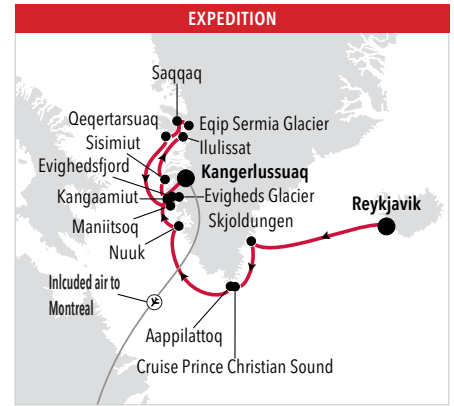 EXPEDITION
Saqqaq
Qeqertarsuaq
Eqip Sermia Glacier
Sisimiut
Ilulissat
Evighedsfjord
Kangerlussuaq
Kangaamiut
Evigheds Glacier
Maniitsoq
Skjoldungen
Reykjavik
Nuuk
Inlcuded air to
Montreal
Aappilattoq
Cruise Prince Christian Sound